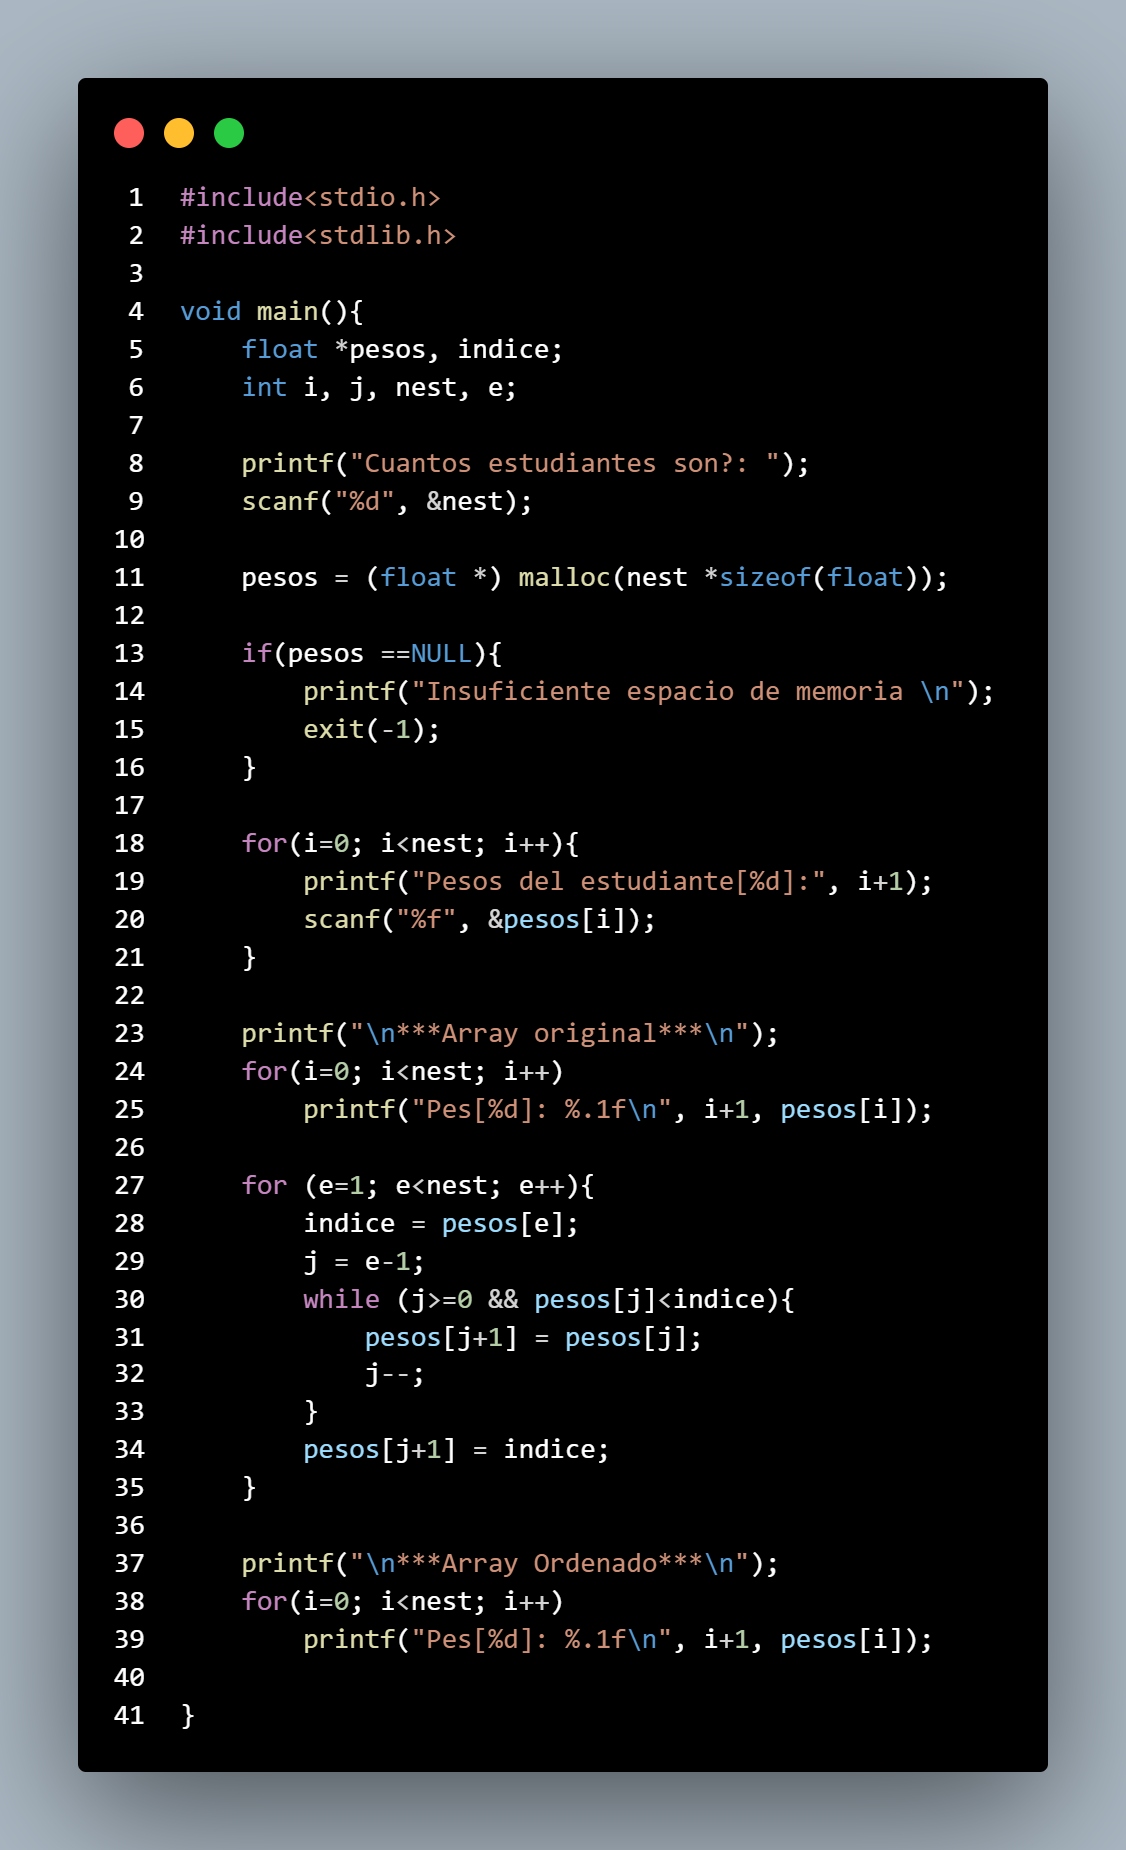 1 #include<stdio.h>
2 #include<stdlib.h>
3
4 void main(){
5     float *pesos, indice;
6     int i, j, nest, e;
7
8     printf("Cuantos estudiantes son?: ");
9     scanf("%d", &nest);
10
11     pesos = (float *) malloc(nest *sizeof(float));
12
13     if(pesos ==NULL){
14         printf("Insuficiente espacio de memoria \n");
15         exit(-1);
16     }
17
18     for(i=0; i<nest; i++){
19         printf("Pesos del estudiante[%d]:", i+1);
20         scanf("%f", &pesos[i]);
21     }
22
23     printf("\n***Array original***\n");
24     for(i=0; i<nest; i++)
25         printf("Pes[%d]: %.1f\n", i+1, pesos[i]);
26
27     for (e=1; e<nest; e++){
28         indice = pesos[e];
29         j = e-1;
30         while (j>=0 && pesos[j]<indice){
31             pesos[j+1] = pesos[j];
32             j--;
33         }
34         pesos[j+1] = indice;
35     }
36
37     printf("\n***Array Ordenado***\n");
38     for(i=0; i<nest; i++)
39         printf("Pes[%d]: %.1f\n", i+1, pesos[i]);
40
41 }